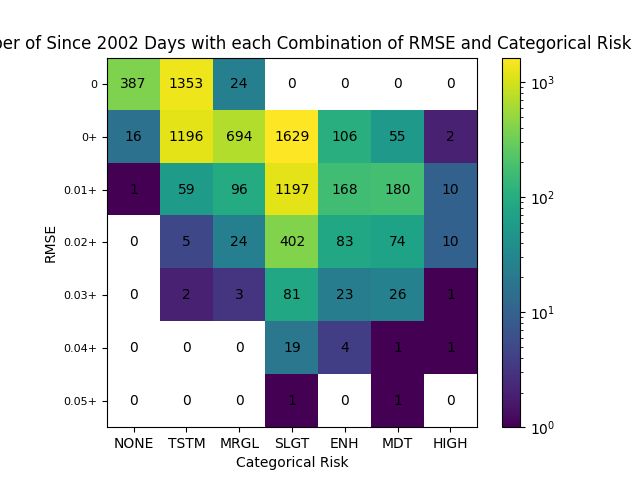 of Since 2002 Days with each Combination of RMSE and Categorical Risk
0 387 1353 24 0 0 0 0
0+ 16 1196 694 1629 106 55 2
0.01+ 1 59 96 1197 168 180 10
0.02+ 0 5 24 402 83 74 10
0.03+ 0 2 3 81 23 26 1
0.04+ 0 0 0 19 4 1 1
0.05+ 0 0 0 1 0 1 0
NONE TSTM MRGL SLGT ENH MDT HIGH
Categorical Risk
RMSE
10³
10²
10¹
10⁰